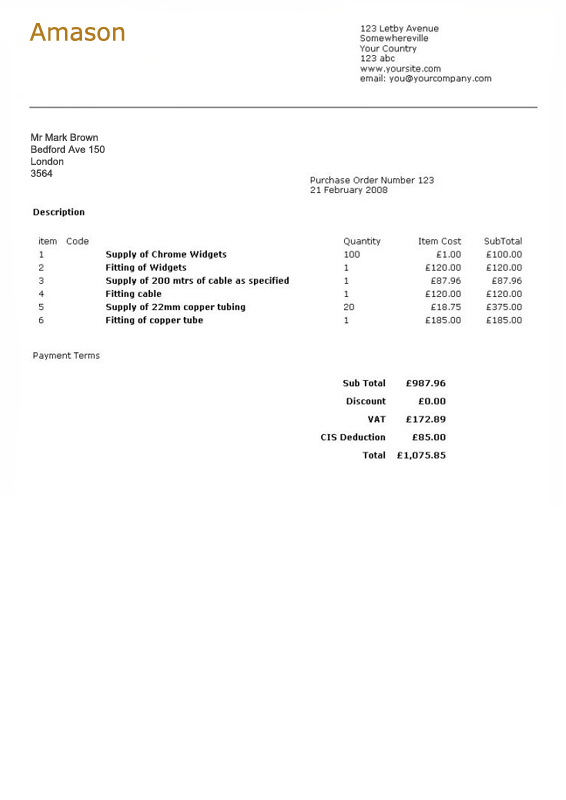 Amason
123 Letby Avenue
Somewhereville
Your Country
123 abc
www.yoursite.com
email: you@yourcompany.com
Mr Mark Brown
Bedford Ave 150
London
3564
Purchase Order Number 123
21 February 2008
Description
item Code Quantity Item Cost SubTotal
1 Supply of Chrome Widgets 100 £1.00 £100.00
2 Fitting of Widgets 1 £120.00 £120.00
3 Supply of 200 mtrs of cable as specified 1 £87.96 £87.96
4 Fitting cable 1 £120.00 £120.00
5 Supply of 22mm copper tubing 20 £18.75 £375.00
6 Fitting of copper tube 1 £185.00 £185.00
Payment Terms
Sub Total £987.96
Discount £0.00
VAT £172.89
CIS Deduction £85.00
Total £1,075.85